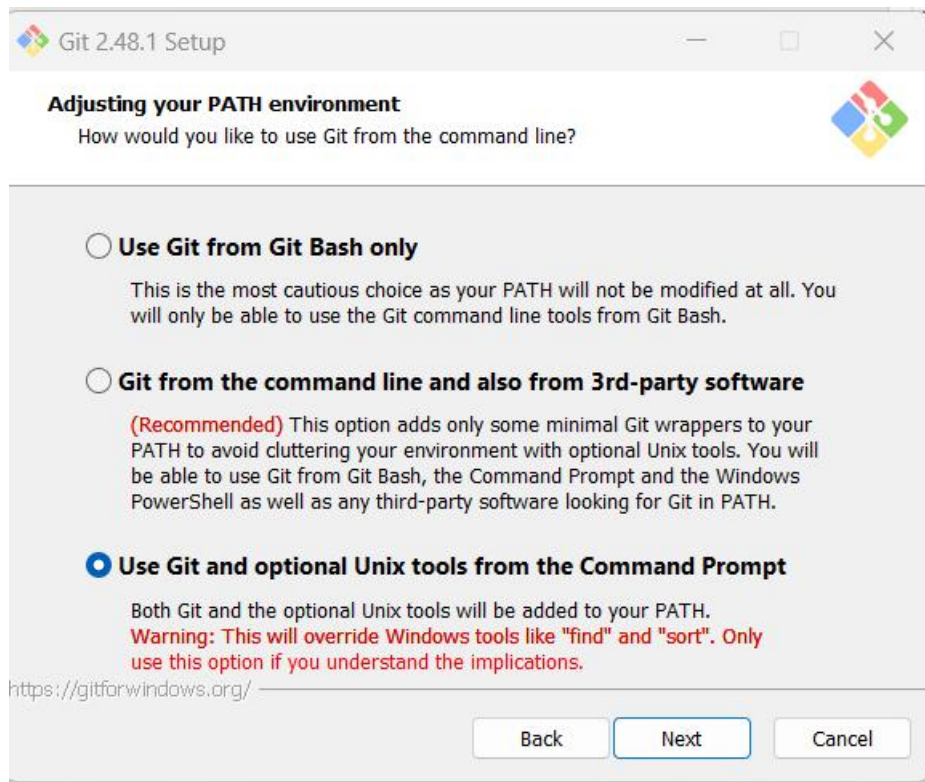 Git 2.48.1 Setup
Adjusting your PATH environment
How would you like to use Git from the command line?
Use Git from Git Bash only
This is the most cautious choice as your PATH will not be modified at all. You
will only be able to use the Git command line tools from Git Bash.
Git from the command line and also from 3rd-party software
(Recommended) This option adds only some minimal Git wrappers to your
PATH to avoid cluttering your environment with optional Unix tools. You will
be able to use Git from Git Bash, the Command Prompt and the Windows
PowerShell as well as any third-party software looking for Git in PATH.
Use Git and optional Unix tools from the Command Prompt
Both Git and the optional Unix tools will be added to your PATH.
Warning: This will override Windows tools like "find" and "sort". Only
use this option if you understand the implications.
https://gitforwindows.org/
Back Next Cancel